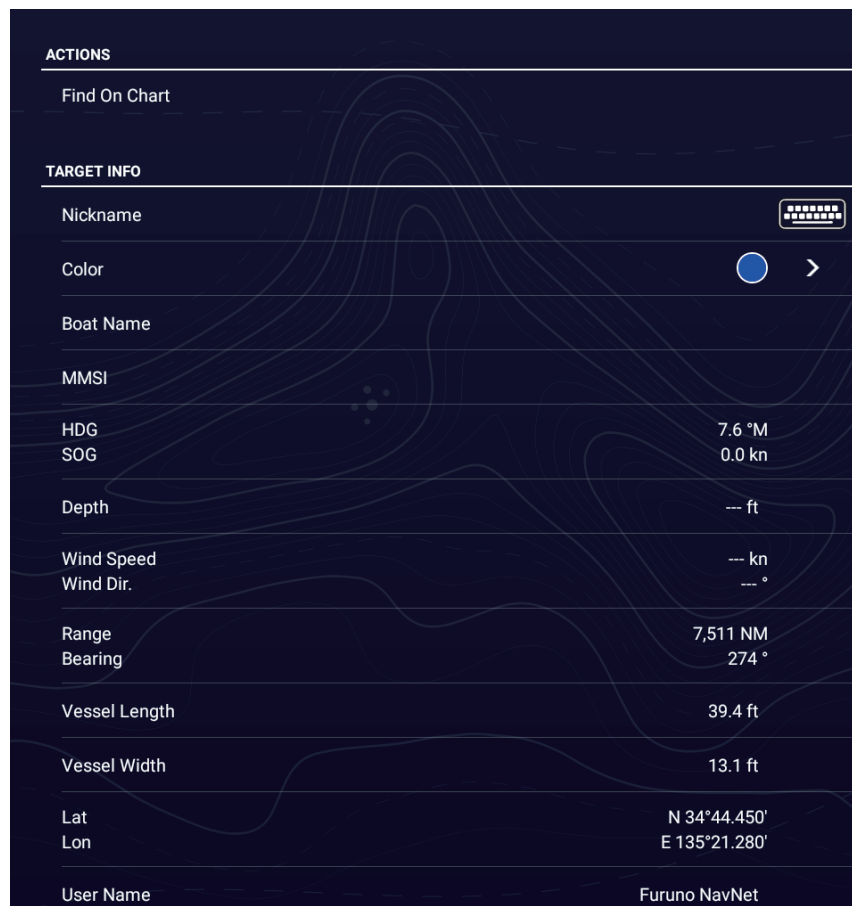 ACTIONS
Find On Chart
TARGET INFO
Nickname
Color
Boat Name
MMSI
HDG 7.6 °M
SOG 0.0 kn
Depth --- ft
Wind Speed --- kn
Wind Dir. --- °
Range 7,511 NM
Bearing 274 °
Vessel Length 39.4 ft
Vessel Width 13.1 ft
Lat N 34°44.450'
Lon E 135°21.280'
User Name Furuno NavNet